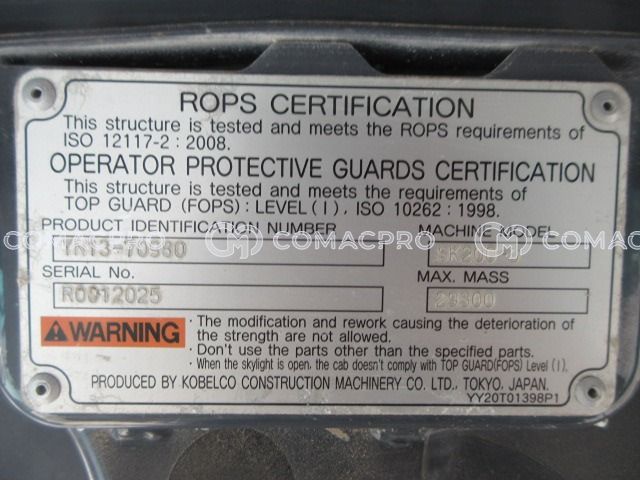 ROPS CERTIFICATION
This structure is tested and meets the ROPS requirements of
ISO 12117-2 : 2008.
OPERATOR PROTECTIVE GUARDS CERTIFICATION
This structure is tested and meets the requirements of
TOP GUARD (FOPS) : LEVEL ( I ), ISO 10262 : 1998.
PRODUCT IDENTIFICATION NUMBER
MACHINE MODEL
COMACPRO COMACPRO COMACPRO
SERIAL No.
MAX. MASS
R0012025
WARNING
· The modification and rework causing the deterioration of
the strength are not allowed.
· Don't use the parts other than the specified parts.
· When the skylight is open, the cab doesn't comply with TOP GUARD(FOPS) Level ( I ).
PRODUCED BY KOBELCO CONSTRUCTION MACHINERY CO. LTD., TOKYO, JAPAN.
YY20T01398P1